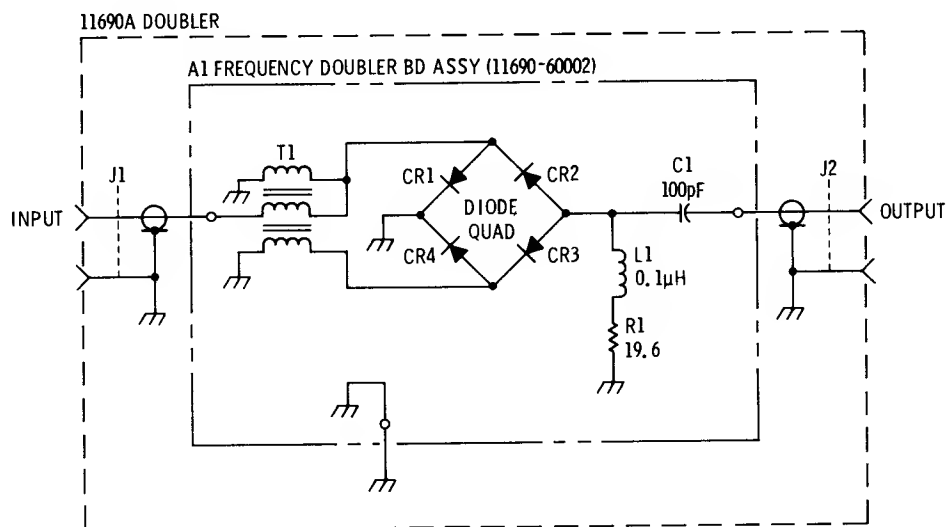 11690A DOUBLER
A1 FREQUENCY DOUBLER BD ASSY (11690-60002)
T1
J1
CR1
CR2
C1
100pF
J2
INPUT
DIODE
QUAD
OUTPUT
CR4
CR3
L1
0.1µH
R1
19.6